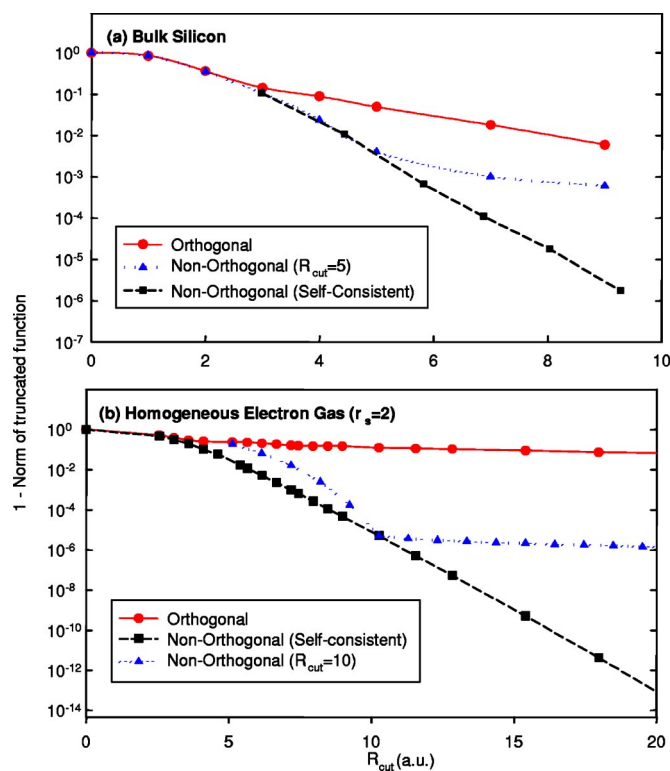 (a) Bulk Silicon
10^0
10^-1
10^-2
10^-3
10^-4
10^-5
10^-6
10^-7
Orthogonal
Non-Orthogonal (R_cut=5)
Non-Orthogonal (Self-Consistent)
0 2 4 6 8 10
1 - Norm of truncated function
(b) Homogeneous Electron Gas (r_s=2)
10^0
10^-2
10^-4
10^-6
10^-8
10^-10
10^-12
10^-14
Orthogonal
Non-Orthogonal (Self-consistent)
Non-Orthogonal (R_cut=10)
0 5 10 15 20
R_cut(a.u.)